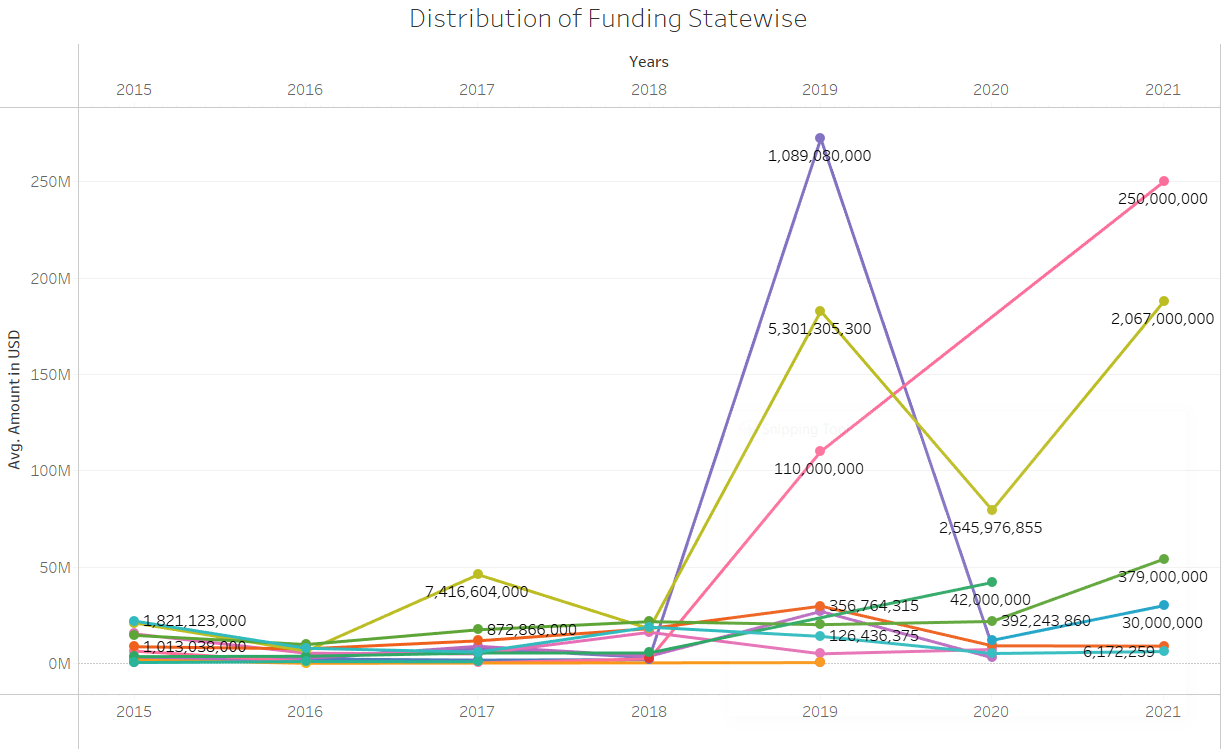 Distribution of Funding Statewise
Years
2015 2016 2017 2018 2019 2020 2021
Avg. Amount in USD
250M
200M
150M
100M
50M
0M
1,089,080,000
250,000,000
5,301,305,300
2,067,000,000
110,000,000
2,545,976,855
379,000,000
7,416,604,000
42,000,000
356,764,315
1,821,123,000
392,243,860
30,000,000
872,866,000
126,436,375
1,013,038,000
6,172,259
2015 2016 2017 2018 2019 2020 2021